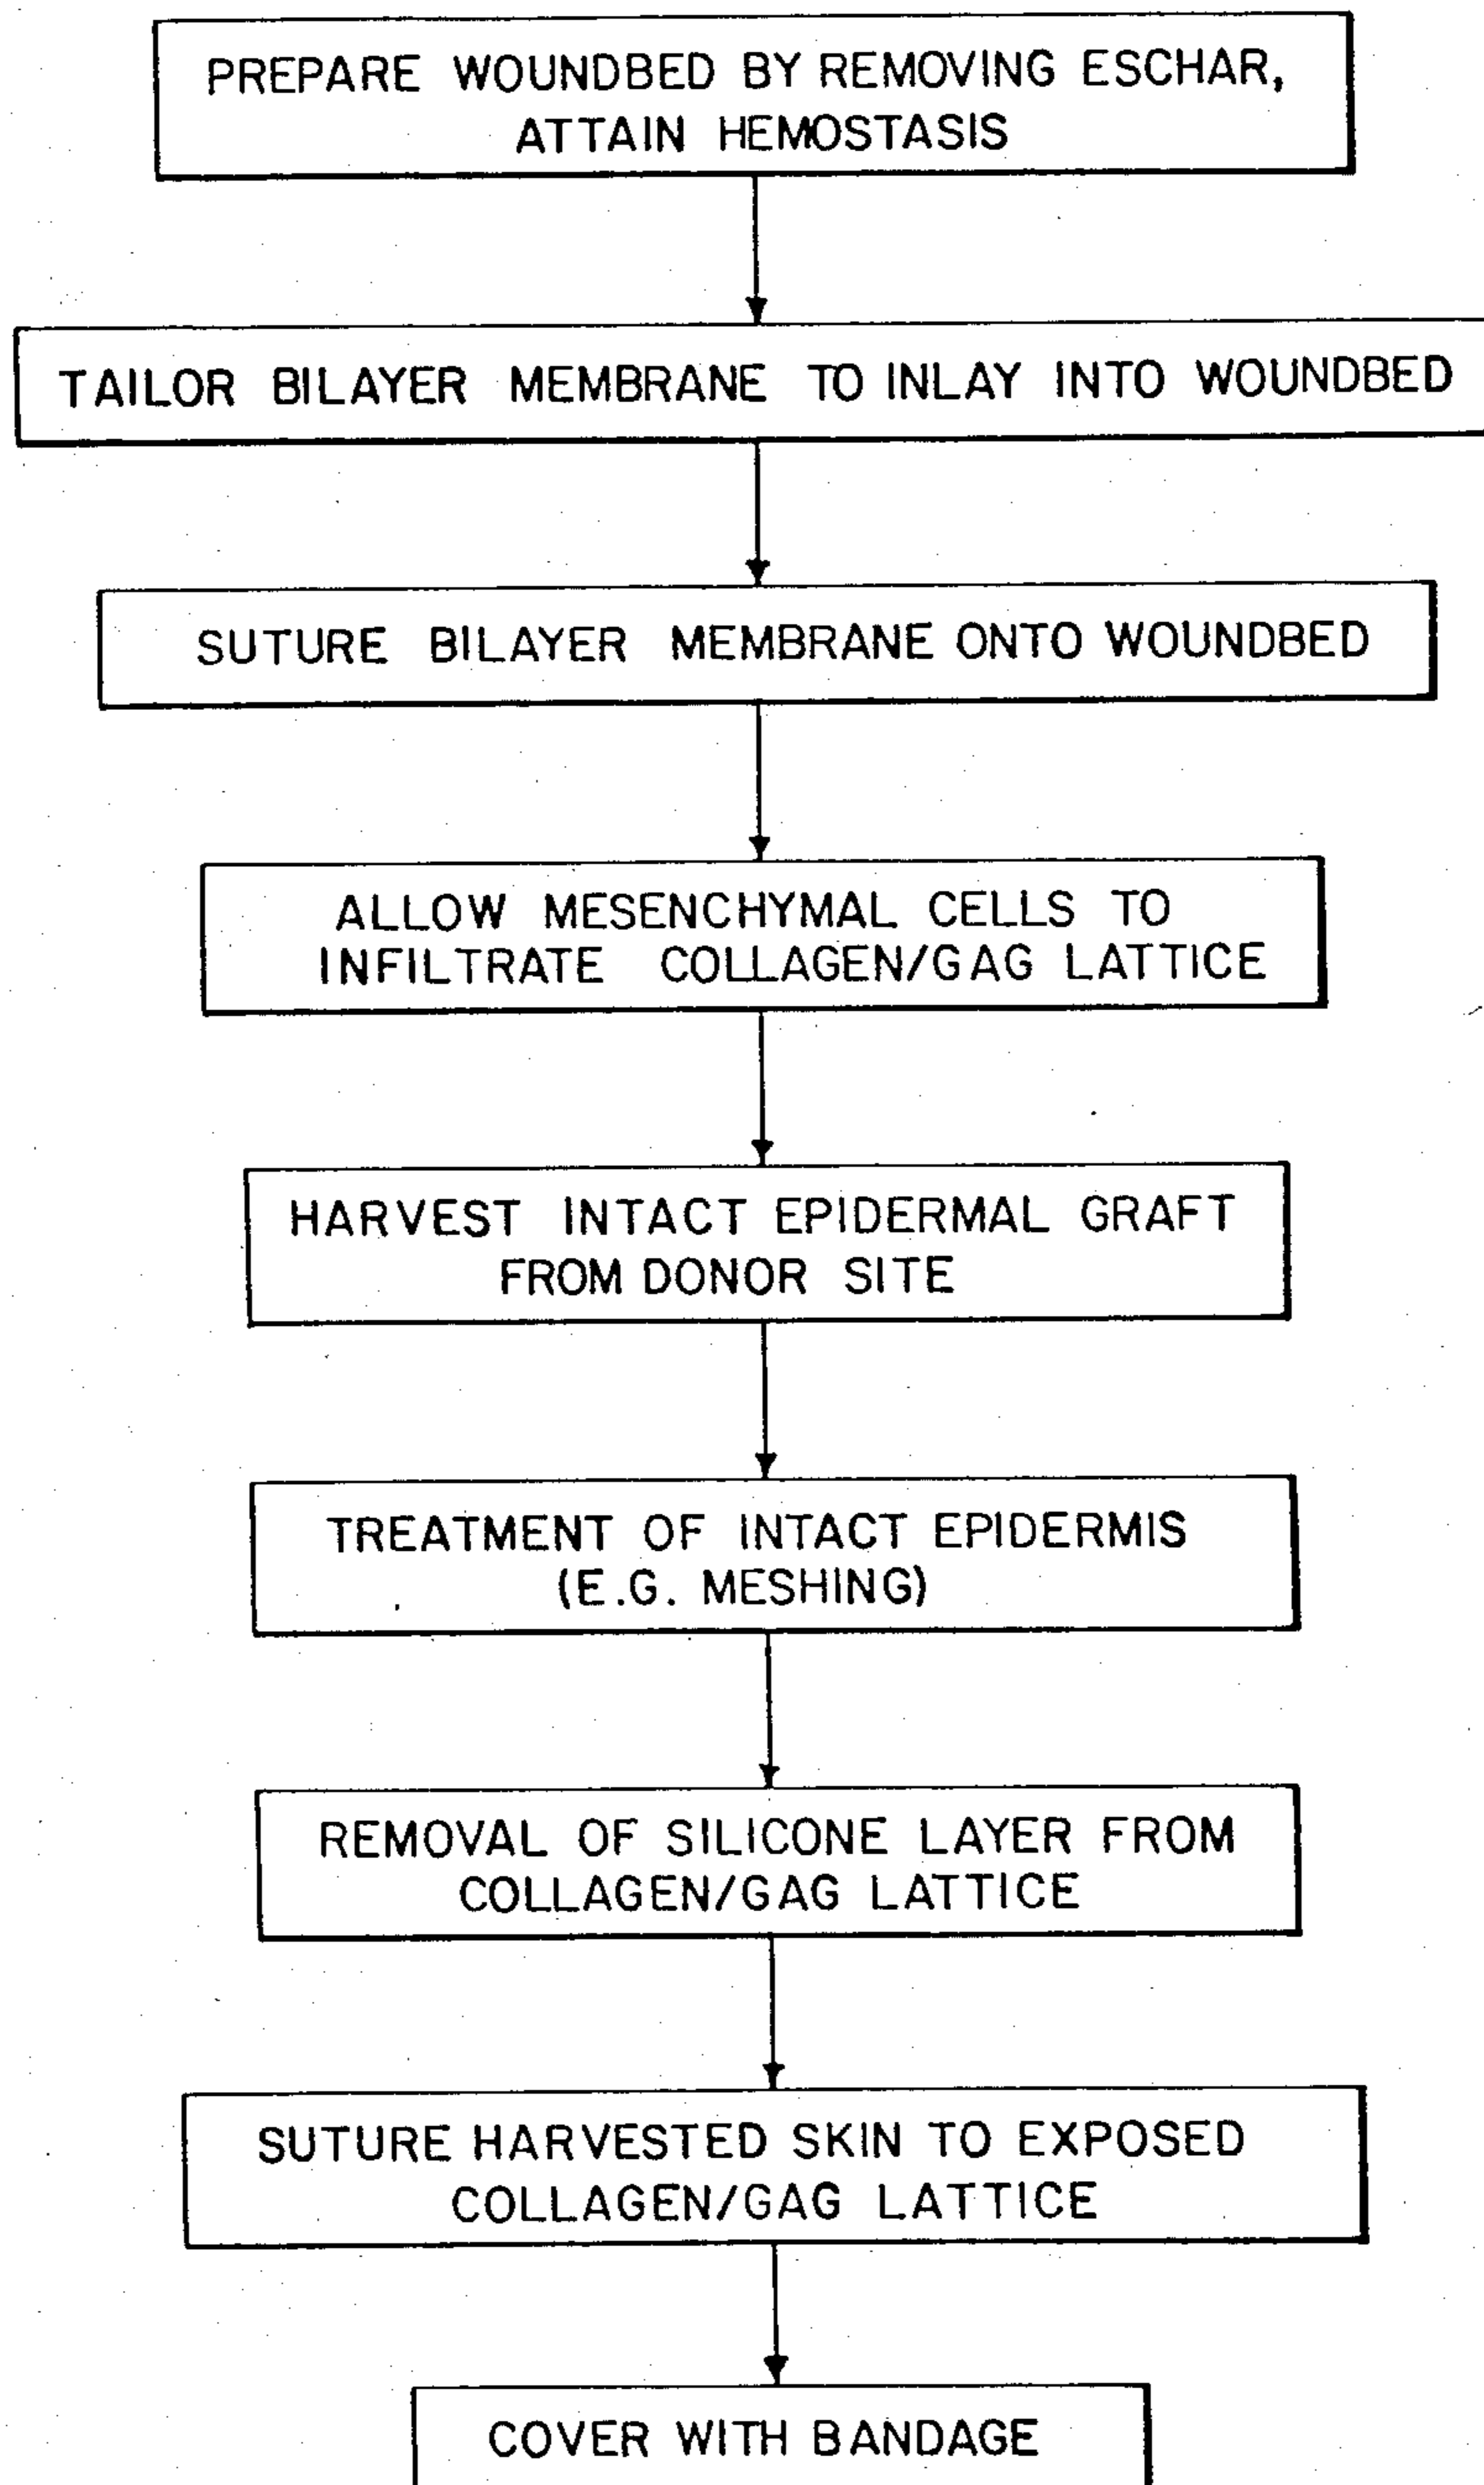 PREPARE WOUNDBED BY REMOVING ESCHAR,
ATTAIN HEMOSTASIS
TAILOR BILAYER MEMBRANE TO INLAY INTO WOUNDBED
SUTURE BILAYER MEMBRANE ONTO WOUNDBED
ALLOW MESENCHYMAL CELLS TO
INFILTRATE COLLAGEN/GAG LATTICE
HARVEST INTACT EPIDERMAL GRAFT
FROM DONOR SITE
TREATMENT OF INTACT EPIDERMIS
(E.G. MESHING)
REMOVAL OF SILICONE LAYER FROM
COLLAGEN/GAG LATTICE
SUTURE HARVESTED SKIN TO EXPOSED
COLLAGEN/GAG LATTICE
COVER WITH BANDAGE